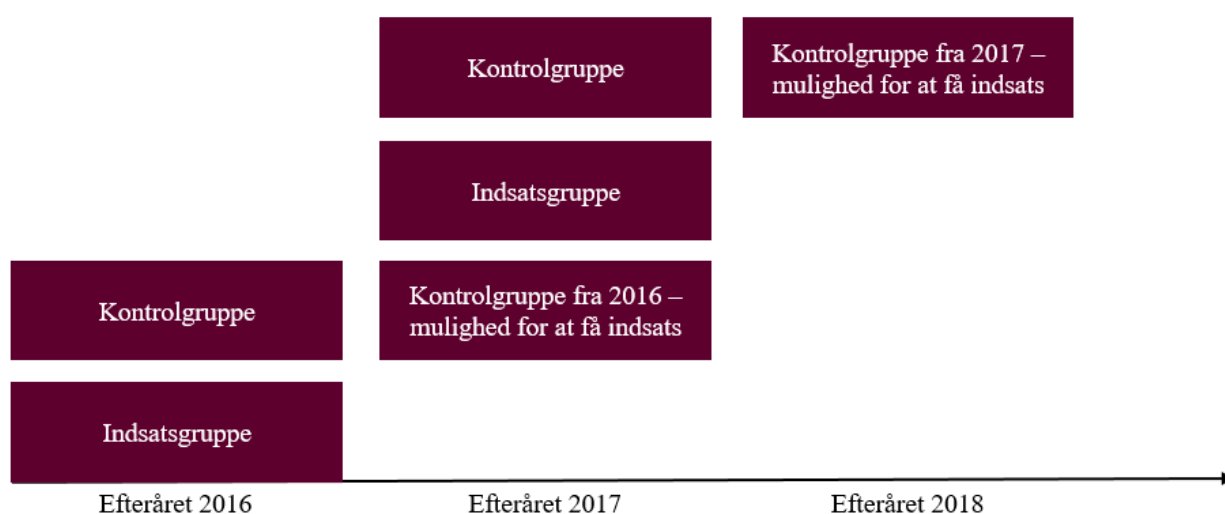 Kontrolgruppe
Kontrolgruppe fra 2017 –
mulighed for at få indsats
Indsatsgruppe
Kontrolgruppe
Kontrolgruppe fra 2016 –
mulighed for at få indsats
Indsatsgruppe
Efteråret 2016
Efteråret 2017
Efteråret 2018